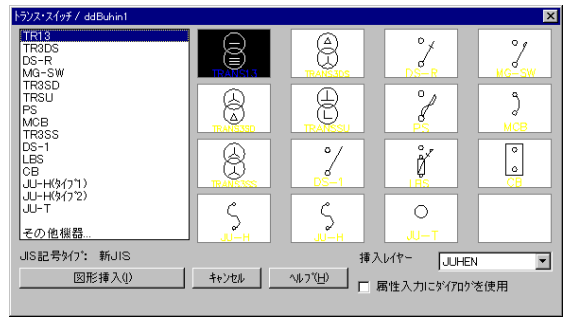 トランス・スイッチ / ddBuhin1
TR13
TR3DS
DS-R
MG-SW
TR3SD
TRSU
PS
MCB
TR3SS
DS-1
LBS
CB
JU-H(タイプ1)
JU-H(タイプ2)
JU-T
その他機器...
TRANS13
TRANS3DS
DS-R
MG-SW
TRANS3SD
TRANSSU
PS
MCB
TRANS3SS
DS-1
LBS
CB
JU-H
JU-H
JU-T
JIS記号タイプ: 新JIS
挿入レイヤー JUHEN
図形挿入(I) キャンセル ヘルプ(H)
属性入力にダイアログを使用